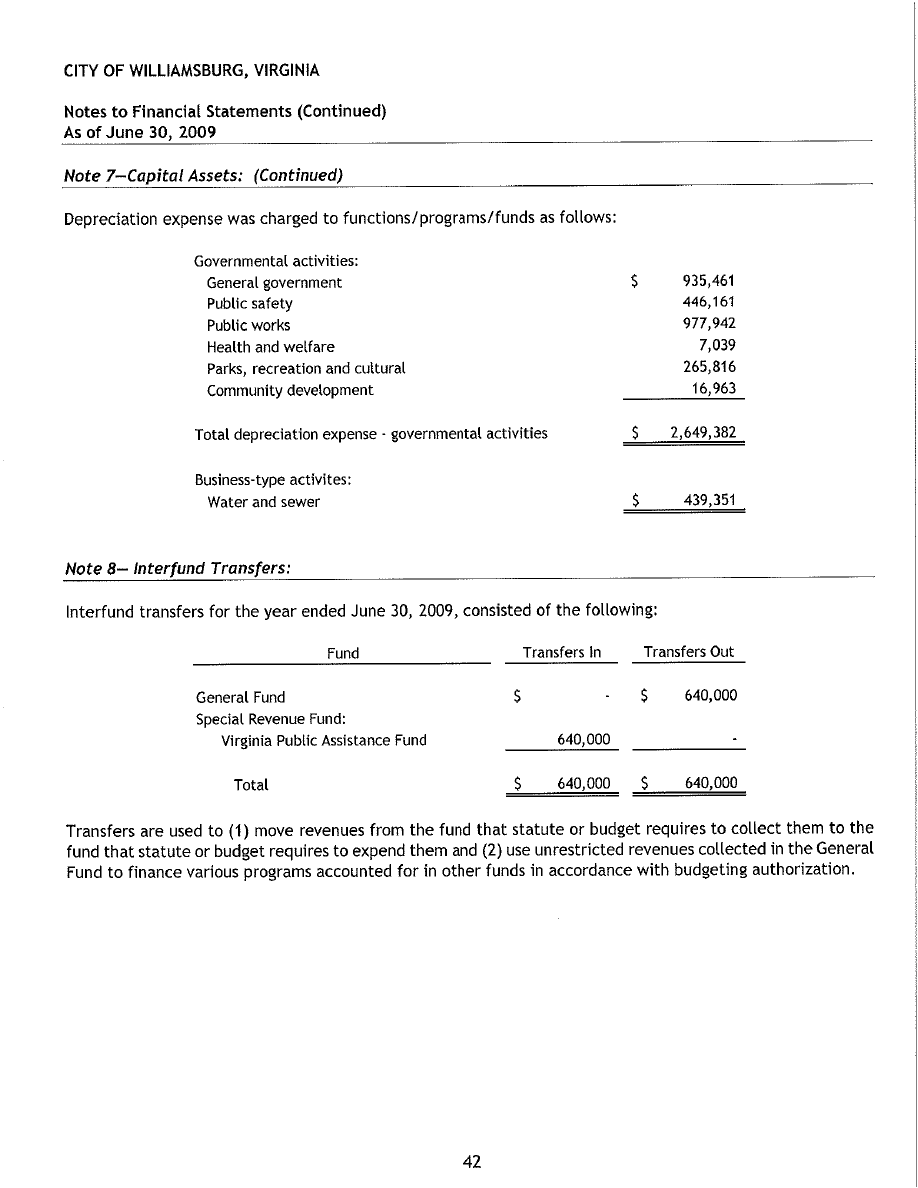 CITY OF WILLIAMSBURG, VIRGINIA
Notes to Financial Statements (Continued)
As of June 30, 2009
Note 7—Capital Assets: (Continued)
Depreciation expense was charged to functions/programs/funds as follows:
Governmental activities:
General government $ 935,461
Public safety 446,161
Public works 977,942
Health and welfare 7,039
Parks, recreation and cultural 265,816
Community development 16,963
Total depreciation expense - governmental activities $ 2,649,382
Business-type activites:
Water and sewer $ 439,351
Note 8— Interfund Transfers:
Interfund transfers for the year ended June 30, 2009, consisted of the following:
Fund Transfers In Transfers Out
General Fund $ - $ 640,000
Special Revenue Fund:
Virginia Public Assistance Fund 640,000 -
Total $ 640,000 $ 640,000
Transfers are used to (1) move revenues from the fund that statute or budget requires to collect them to the
fund that statute or budget requires to expend them and (2) use unrestricted revenues collected in the General
Fund to finance various programs accounted for in other funds in accordance with budgeting authorization.
42